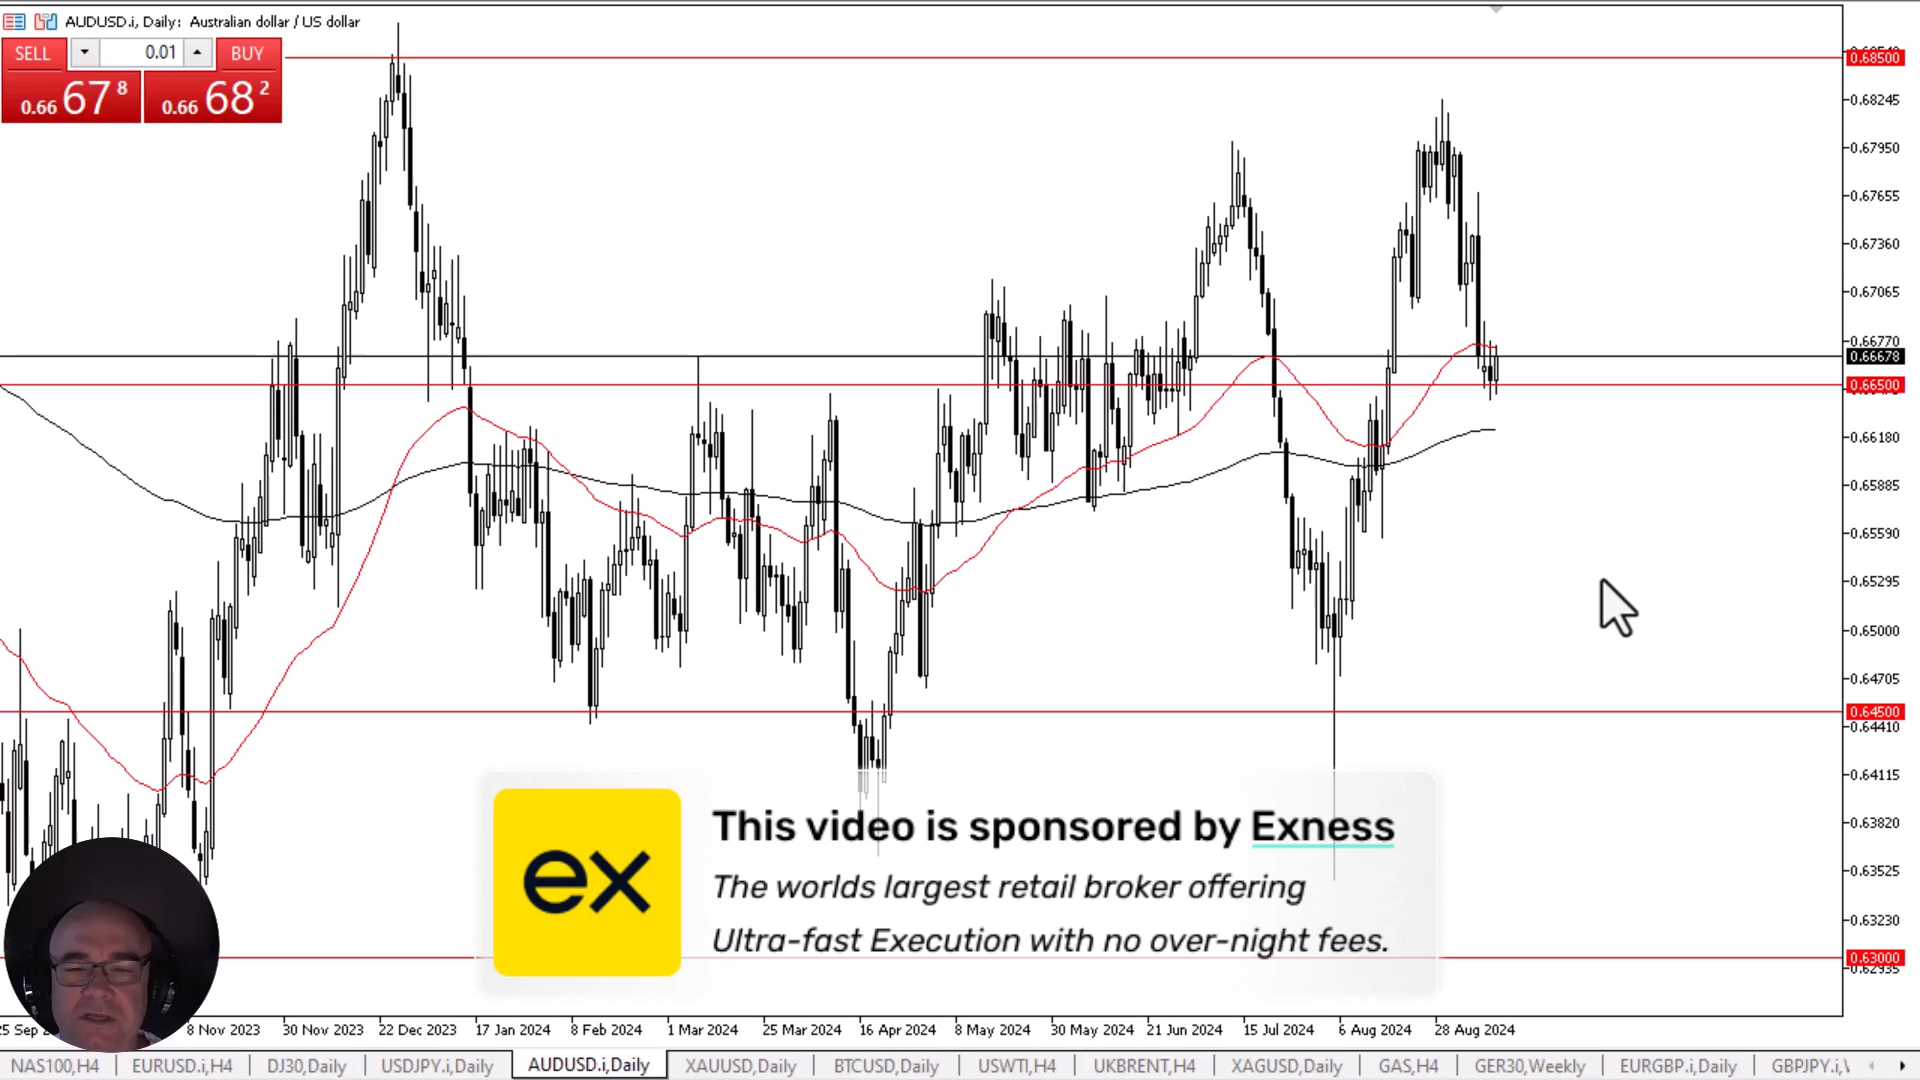 AUDUSD.i, Daily: Australian dollar / US dollar
SELL 0.01 BUY
0.66 67 8 0.66 68 2
0.68500
0.68245
0.67950
0.67655
0.67360
0.67065
0.66770
0.66678
0.66500
0.66180
0.65885
0.65590
0.65295
0.65000
0.64705
0.64500
0.64410
0.64115
0.63820
0.63525
0.63230
0.63000
0.62935
ex
This video is sponsored by Exness
The worlds largest retail broker offering
Ultra-fast Execution with no over-night fees.
8 Nov 2023 30 Nov 2023 22 Dec 2023 17 Jan 2024 8 Feb 2024 1 Mar 2024 25 Mar 2024 16 Apr 2024 8 May 2024 30 May 2024 21 Jun 2024 15 Jul 2024 6 Aug 2024 28 Aug 2024
NAS100,H4 EURUSD.i,H4 DJ30,Daily USDJPY.i,Daily AUDUSD.i,Daily XAUUSD,Daily BTCUSD,Daily USWTI,H4 UKBRENT,H4 XAGUSD,Daily GAS,H4 GER30,Weekly EURGBP.i,Daily GBPJPY.i,